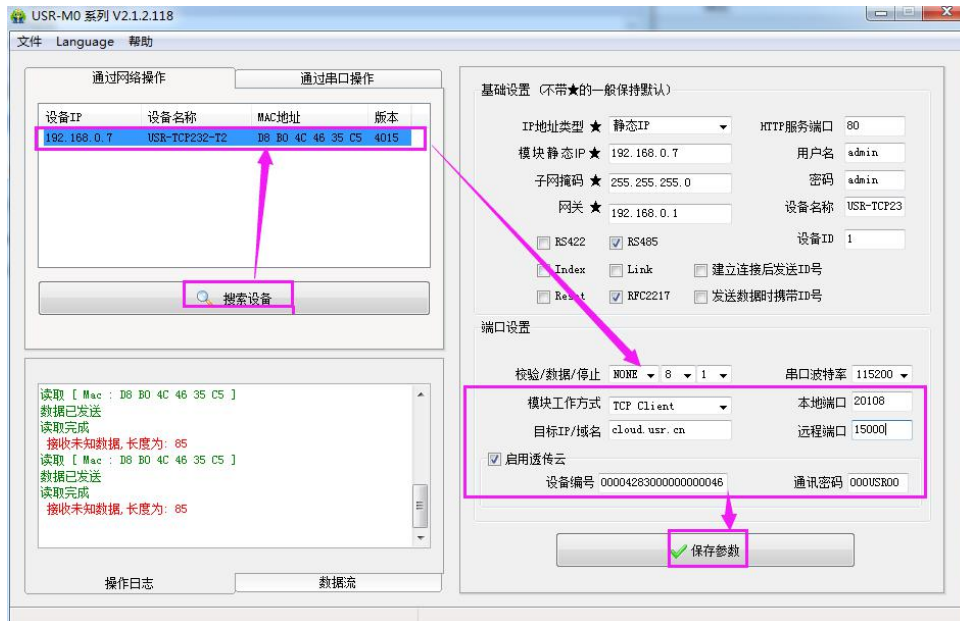 USR-M0 系列 V2.1.2.118
文件 Language 帮助
通过网络操作 通过串口操作
设备IP 设备名称 MAC地址 版本
192.168.0.7 USR-TCP232-T2 D8 B0 4C 46 35 C5 4015
搜索设备
读取 [ Mac : D8 B0 4C 46 35 C5 ]
数据已发送
读取完成
接收未知数据,长度为: 85
读取 [ Mac : D8 B0 4C 46 35 C5 ]
数据已发送
读取完成
接收未知数据,长度为: 85
操作日志 数据流
基础设置 (不带★的一般保持默认)
IP地址类型 ★ 静态IP HTTP服务端口 80
模块静态IP★ 192.168.0.7 用户名 admin
子网掩码 ★ 255.255.255.0 密码 admin
网关 ★ 192.168.0.1 设备名称 USR-TCP23
RS422 RS485 设备ID 1
Index Link 建立连接后发送ID号
Reset RFC2217 发送数据时携带ID号
端口设置
校验/数据/停止 NONE 8 1 串口波特率 115200
模块工作方式 TCP Client 本地端口 20108
目标IP/域名 cloud.usr.cn 远程端口 15000
启用透传云
设备编号 00004283000000000046 通讯密码 000USR00
保存参数